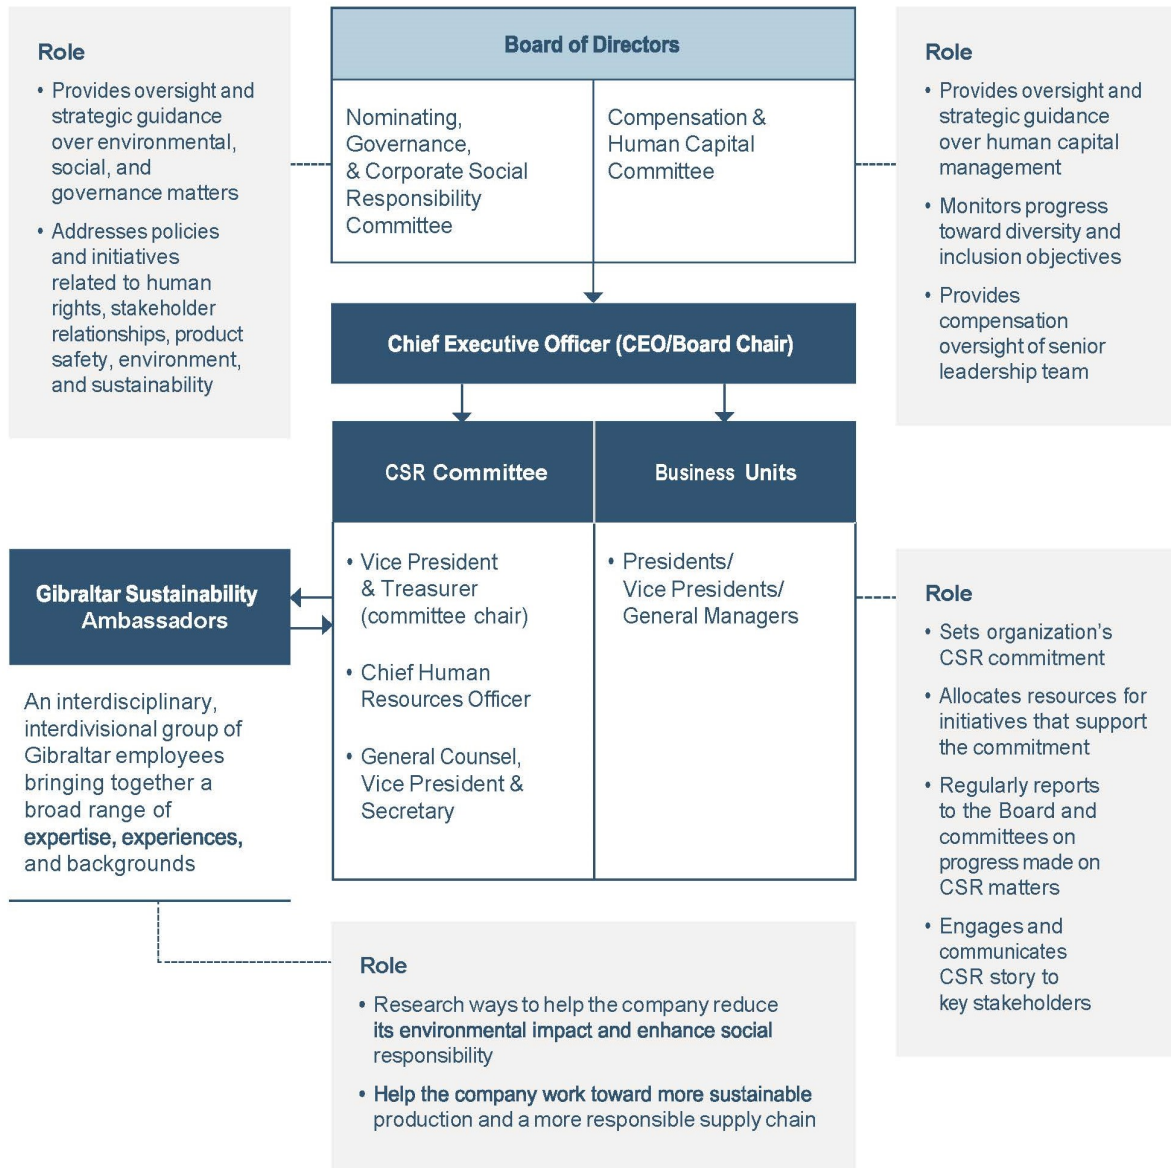 Role
• Provides oversight and
strategic guidance
over environmental,
social, and
governance matters
• Addresses policies
and initiatives
related to human
rights, stakeholder
relationships, product
safety, environment,
and sustainability
Board of Directors
Nominating,
Governance,
& Corporate Social
Responsibility
Committee
Compensation &
Human Capital
Committee
Role
• Provides oversight and
strategic guidance
over human capital
management
• Monitors progress
toward diversity and
inclusion objectives
• Provides
compensation
oversight of senior
leadership team
Chief Executive Officer (CEO/Board Chair)
CSR Committee
• Vice President
& Treasurer
(committee chair)
• Chief Human
Resources Officer
• General Counsel,
Vice President &
Secretary
Business Units
• Presidents/
Vice Presidents/
General Managers
Gibraltar Sustainability
Ambassadors
An interdisciplinary,
interdivisional group of
Gibraltar employees
bringing together a
broad range of
expertise, experiences,
and backgrounds
Role
• Sets organization’s
CSR commitment
• Allocates resources for
initiatives that support
the commitment
• Regularly reports
to the Board and
committees on
progress made on
CSR matters
• Engages and
communicates
CSR story to
key stakeholders
Role
• Research ways to help the company reduce
its environmental impact and enhance social
responsibility
• Help the company work toward more sustainable
production and a more responsible supply chain